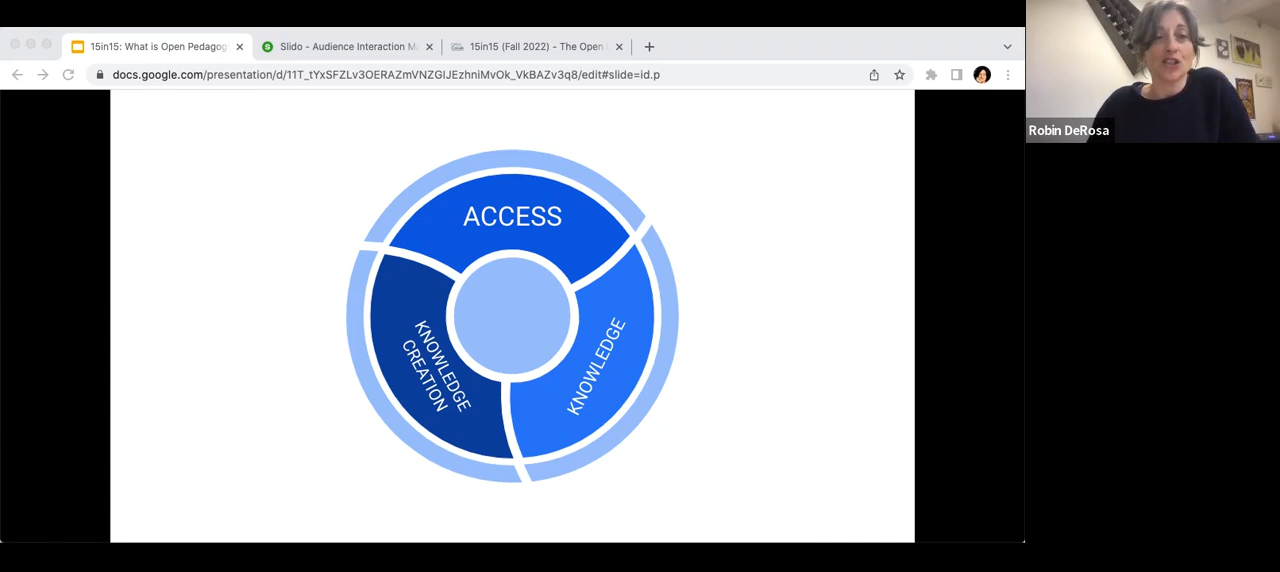 15in15: What is Open Pedagog
Slido - Audience Interaction M
15in15 (Fall 2022) - The Open
docs.google.com/presentation/d/11T_tYxSFZLv3OERAZmVNZGIJEzhniMvOk_VkBAZv3q8/edit#slide=id.p
Robin DeRosa
ACCESS
KNOWLEDGE
CREATION
KNOWLEDGE